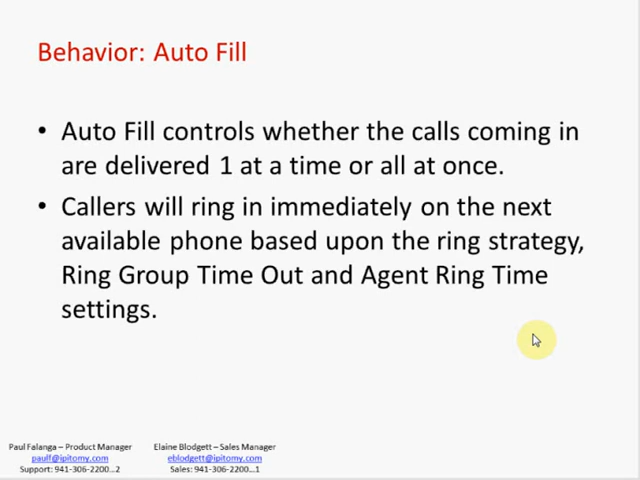 Behavior: Auto Fill
• Auto Fill controls whether the calls coming in
are delivered 1 at a time or all at once.
• Callers will ring in immediately on the next
available phone based upon the ring strategy,
Ring Group Time Out and Agent Ring Time
settings.
Paul Falanga – Product Manager
paulf@ipitomy.com
Support: 941-306-2200...2
Elaine Blodgett – Sales Manager
eblodgett@ipitomy.com
Sales: 941-306-2200...1